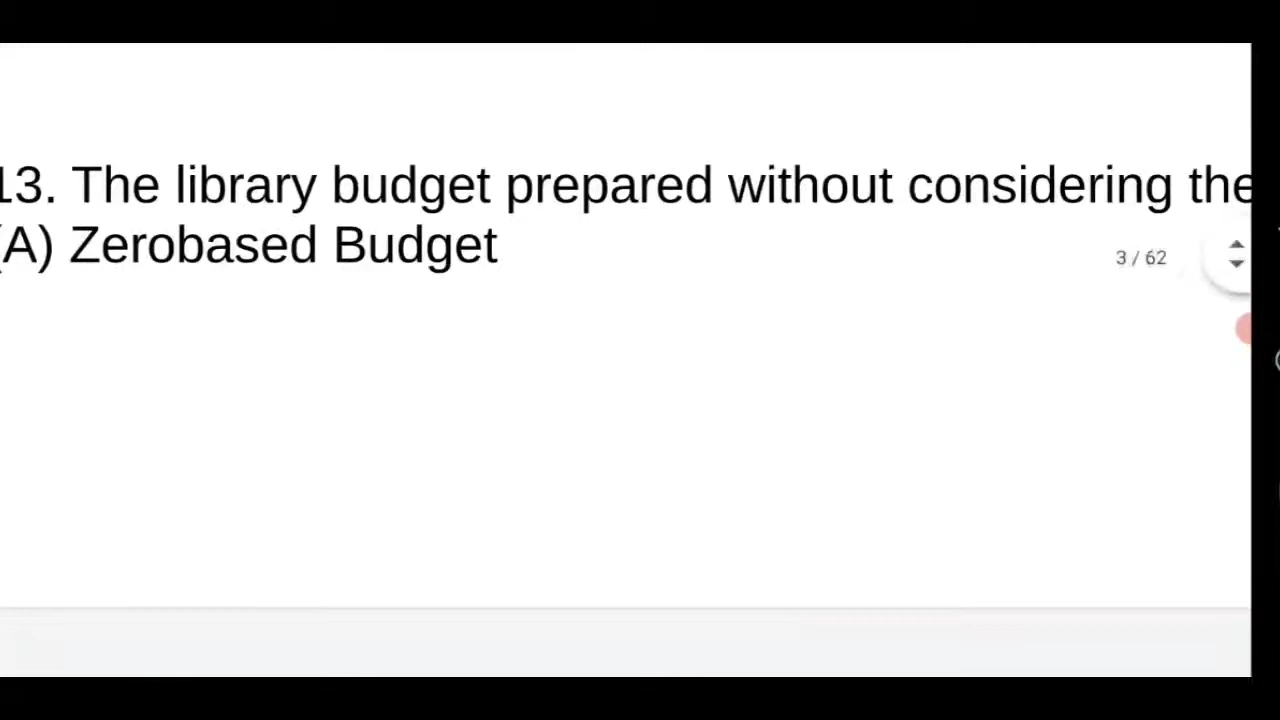 13. The library budget prepared without considering the
(A) Zerobased Budget
3 / 62